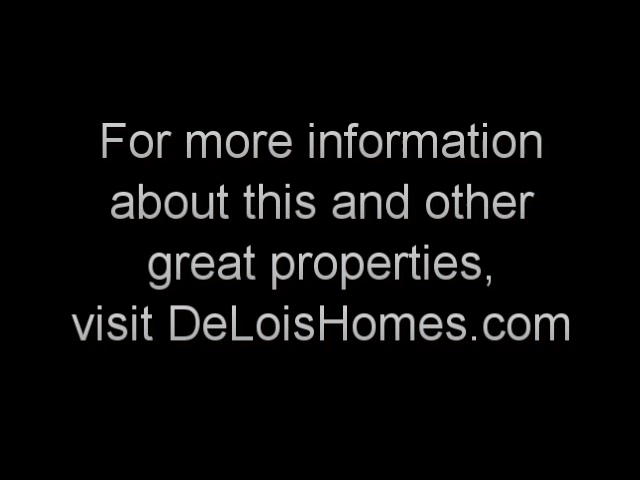 For more information
about this and other
great properties,
visit DeLoisHomes.com